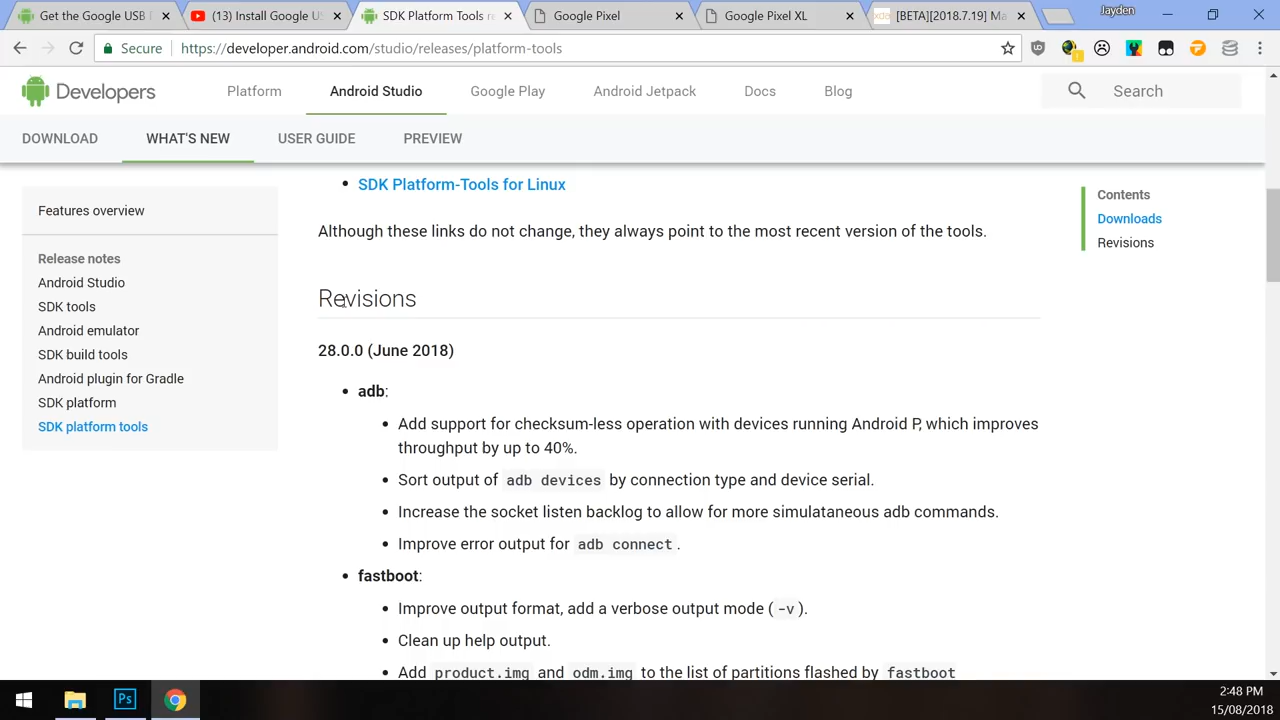 Get the Google USB
(13) Install Google U
SDK Platform Tools re
Google Pixel
Google Pixel XL
[BETA][2018.7.19] Ma
Jayden
Secure
https://developer.android.com/studio/releases/platform-tools
Developers
Platform
Android Studio
Google Play
Android Jetpack
Docs
Blog
Search
DOWNLOAD
WHAT'S NEW
USER GUIDE
PREVIEW
Features overview
Release notes
Android Studio
SDK tools
Android emulator
SDK build tools
Android plugin for Gradle
SDK platform
SDK platform tools
SDK Platform-Tools for Linux
Although these links do not change, they always point to the most recent version of the tools.
Revisions
28.0.0 (June 2018)
adb:
Add support for checksum-less operation with devices running Android P, which improves
throughput by up to 40%.
Sort output of adb devices by connection type and device serial.
Increase the socket listen backlog to allow for more simulataneous adb commands.
Improve error output for adb connect.
fastboot:
Improve output format, add a verbose output mode (-v).
Clean up help output.
Add product.img and odm.img to the list of partitions flashed by fastboot
Contents
Downloads
Revisions
Ps
2:48 PM
15/08/2018